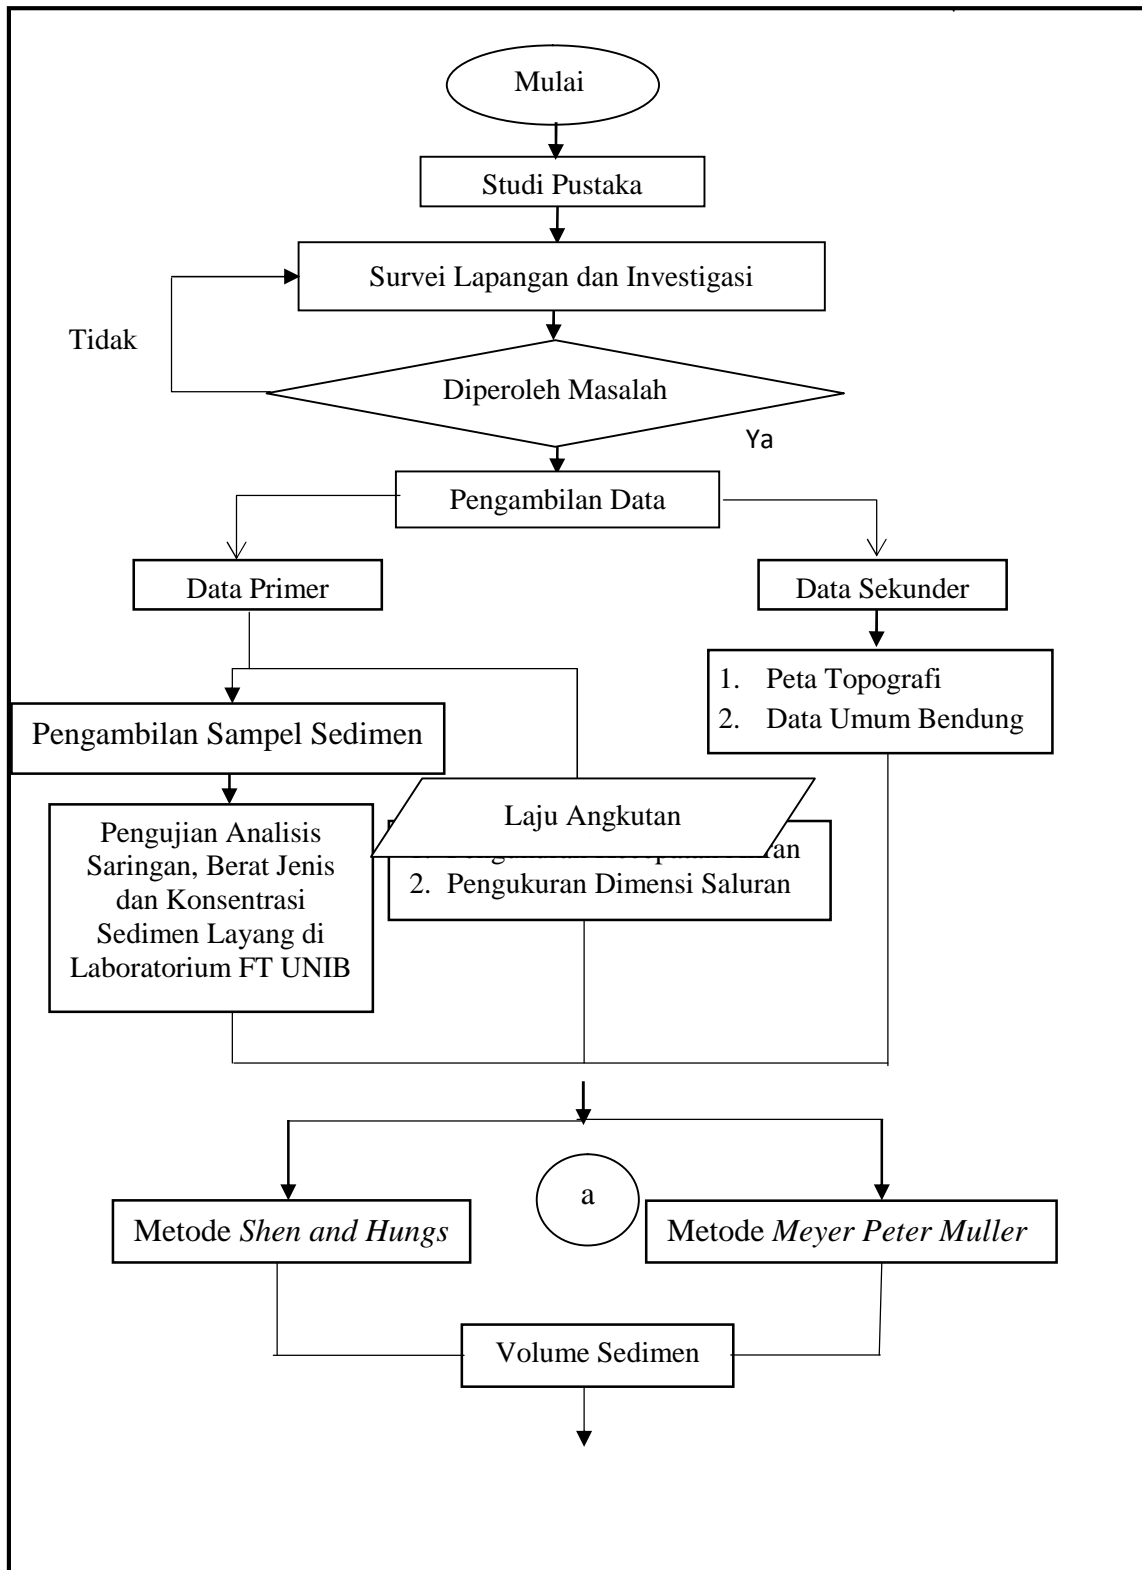 Mulai
Studi Pustaka
Survei Lapangan dan Investigasi
Tidak
Diperoleh Masalah
Ya
Pengambilan Data
Data Primer
Data Sekunder
1. Peta Topografi
2. Data Umum Bendung
Pengambilan Sampel Sedimen
Laju Angkutan
Pengujian Analisis
Saringan, Berat Jenis
dan Konsentrasi
Sedimen Layang di
Laboratorium FT UNIB
2. Pengukuran Dimensi Saluran
a
Metode Shen and Hungs
Metode Meyer Peter Muller
Volume Sedimen